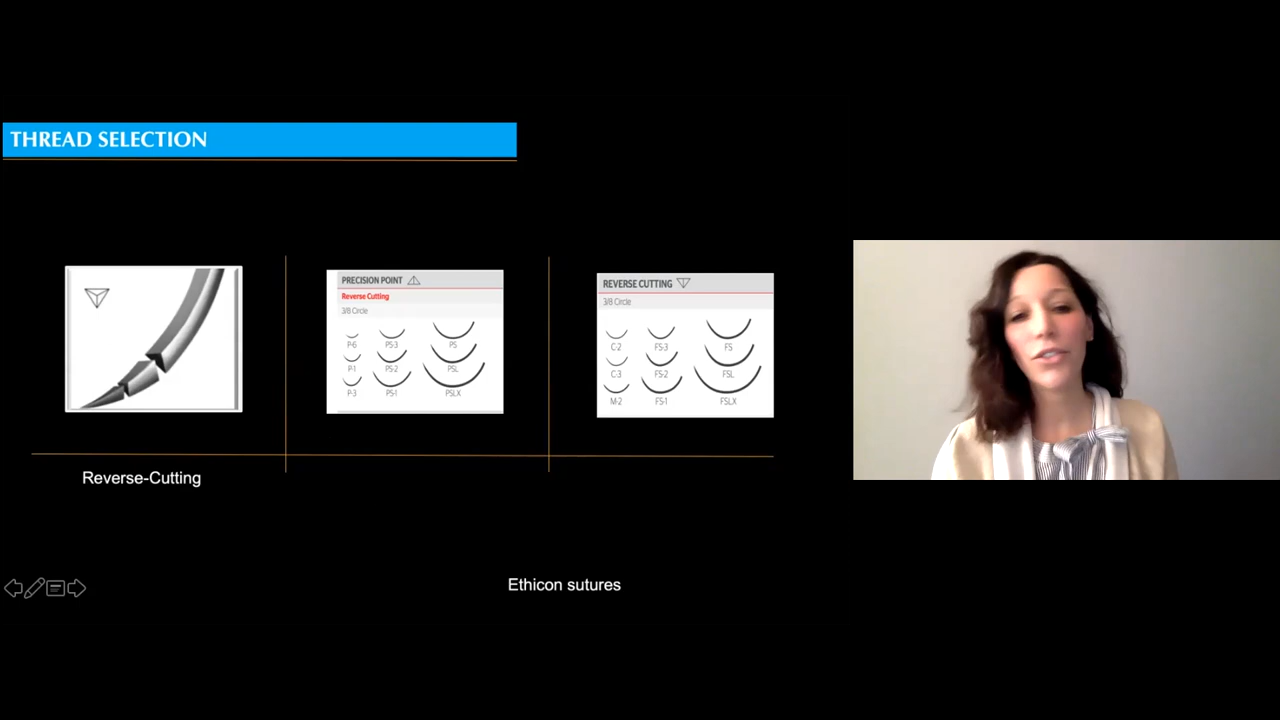 THREAD SELECTION
PRECISION POINT
Reverse Cutting
3/8 Circle
P-6 PS-3 PS
P-1 PS-2 PSL
P-3 PS-1 PSLX
REVERSE CUTTING
3/8 Circle
C-2 FS-3 FS
C-3 FS-2 FSL
M-2 FS-1 FSLX
Reverse-Cutting
Ethicon sutures